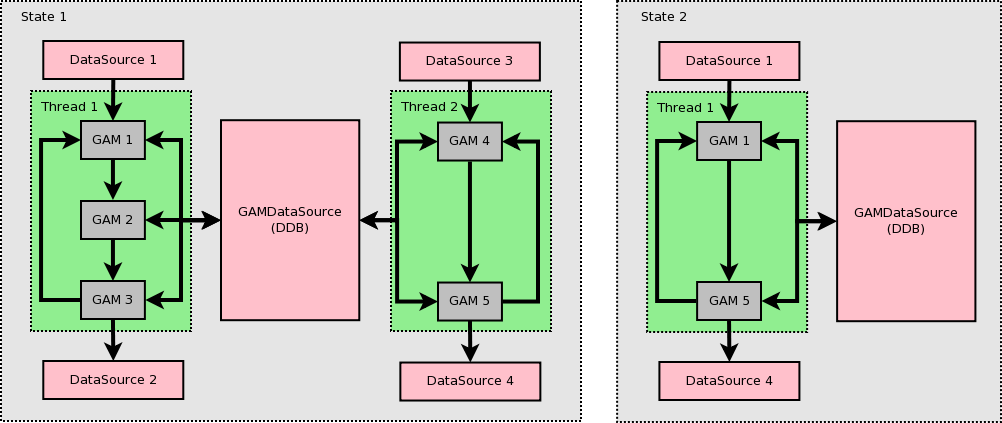 State 1
DataSource 1
DataSource 3
Thread 1
Thread 2
GAM 1
GAM 4
GAM 2
GAMDataSource
(DDB)
GAM 3
GAM 5
DataSource 2
DataSource 4
State 2
DataSource 1
Thread 1
GAM 1
GAMDataSource
(DDB)
GAM 5
DataSource 4